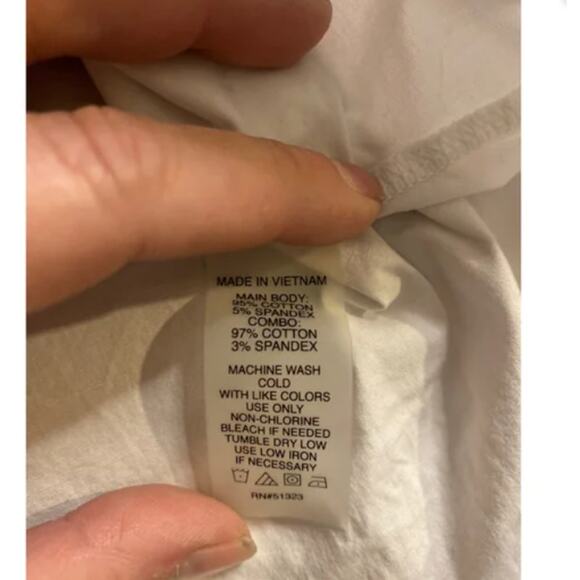 MADE IN VIETNAM
MAIN BODY:
95% COTTON
5% SPANDEX
COMBO:
97% COTTON
3% SPANDEX
MACHINE WASH
COLD
WITH LIKE COLORS
USE ONLY
NON-CHLORINE
BLEACH IF NEEDED
TUMBLE DRY LOW
USE LOW IRON
IF NECESSARY
RN#51323